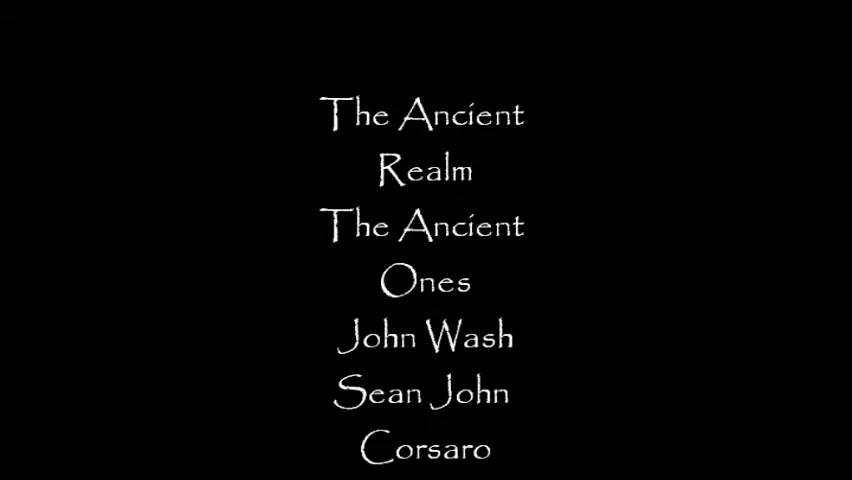 The Ancient
Realm
The Ancient
Ones
John Wash
Sean John
Corsaro